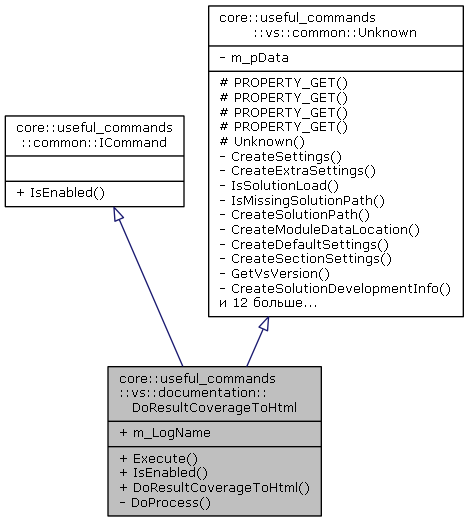 core::useful_commands
::vs::common::Unknown
- m_pData
# PROPERTY_GET()
# PROPERTY_GET()
# PROPERTY_GET()
# PROPERTY_GET()
# Unknown()
- CreateSettings()
- CreateExtraSettings()
- IsSolutionLoad()
- IsMissingSolutionPath()
- CreateSolutionPath()
- CreateModuleDataLocation()
- CreateDefaultSettings()
- CreateSectionSettings()
- GetVsVersion()
- CreateSolutionDevelopmentInfo()
и 12 больше...
core::useful_commands
::common::ICommand
+ IsEnabled()
core::useful_commands
::vs::documentation::
DoResultCoverageToHtml
+ m_LogName
+ Execute()
+ IsEnabled()
+ DoResultCoverageToHtml()
- DoProcess()